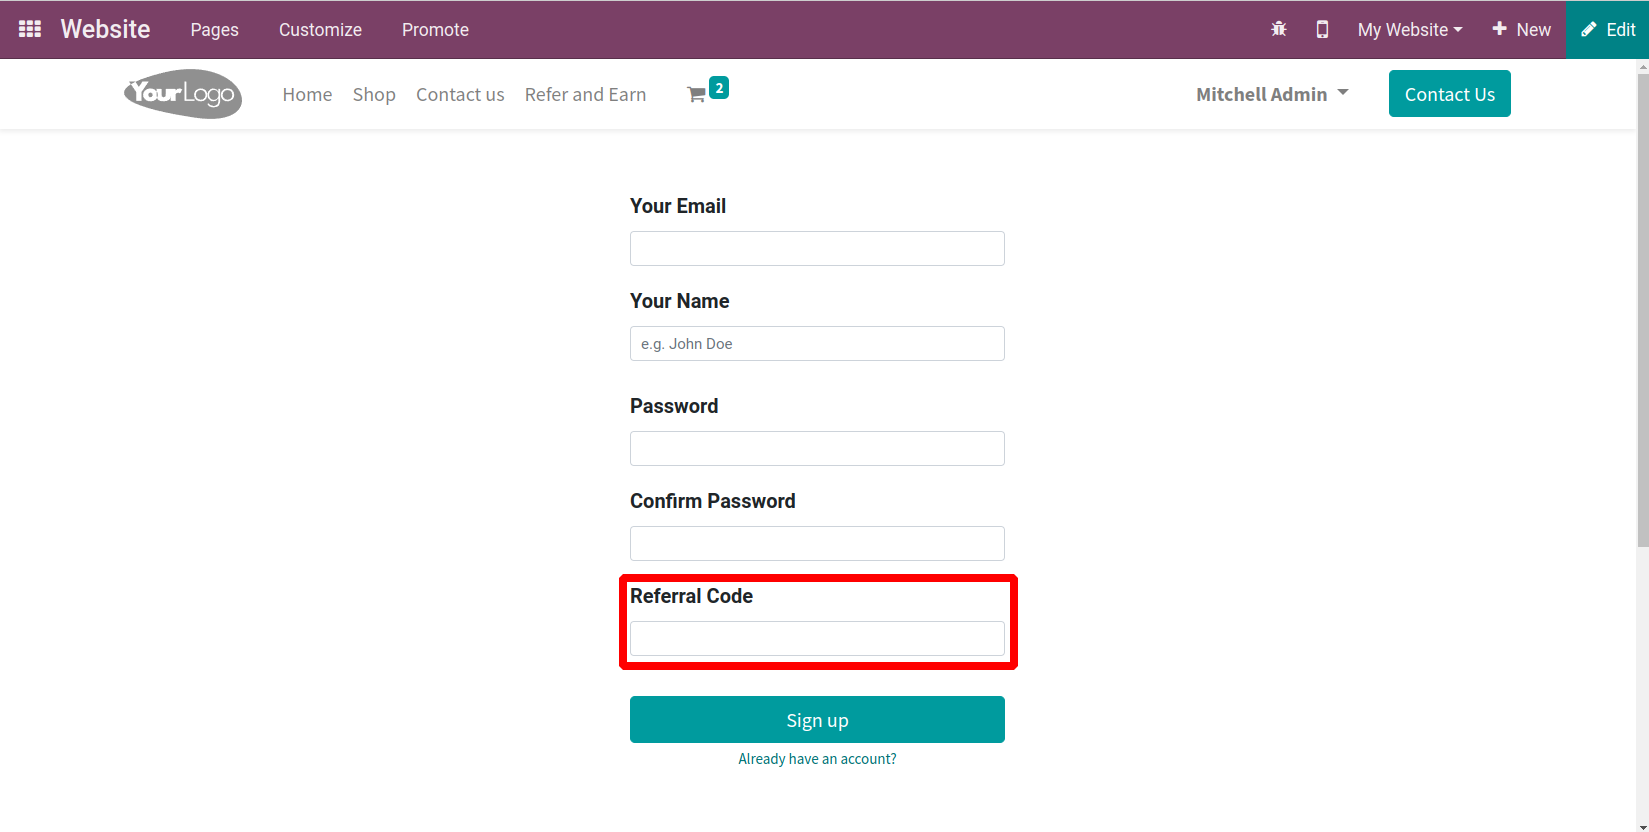 Website Pages Customize Promote My Website New Edit
YourLogo Home Shop Contact us Refer and Earn 2 Mitchell Admin Contact Us
Your Email
Your Name
e.g. John Doe
Password
Confirm Password
Referral Code
Sign up
Already have an account?